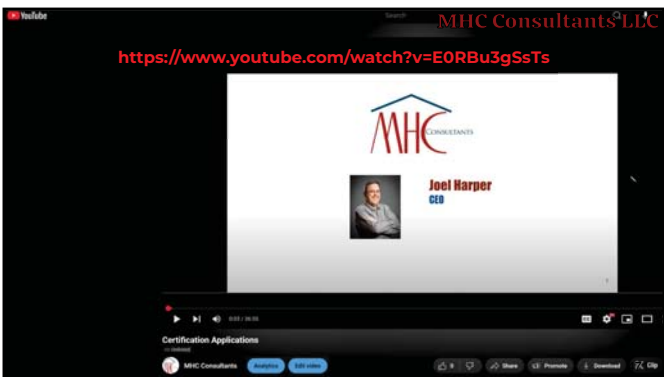 YouTube
Search
MHC Consultants LLC
https://www.youtube.com/watch?v=E0RBu3gSsTs
MHC CONSULTANTS
Joel Harper
CEO
Certification Applications
MHC Consultants
Analytics
Edit video
Share
Promote
Download
Clip